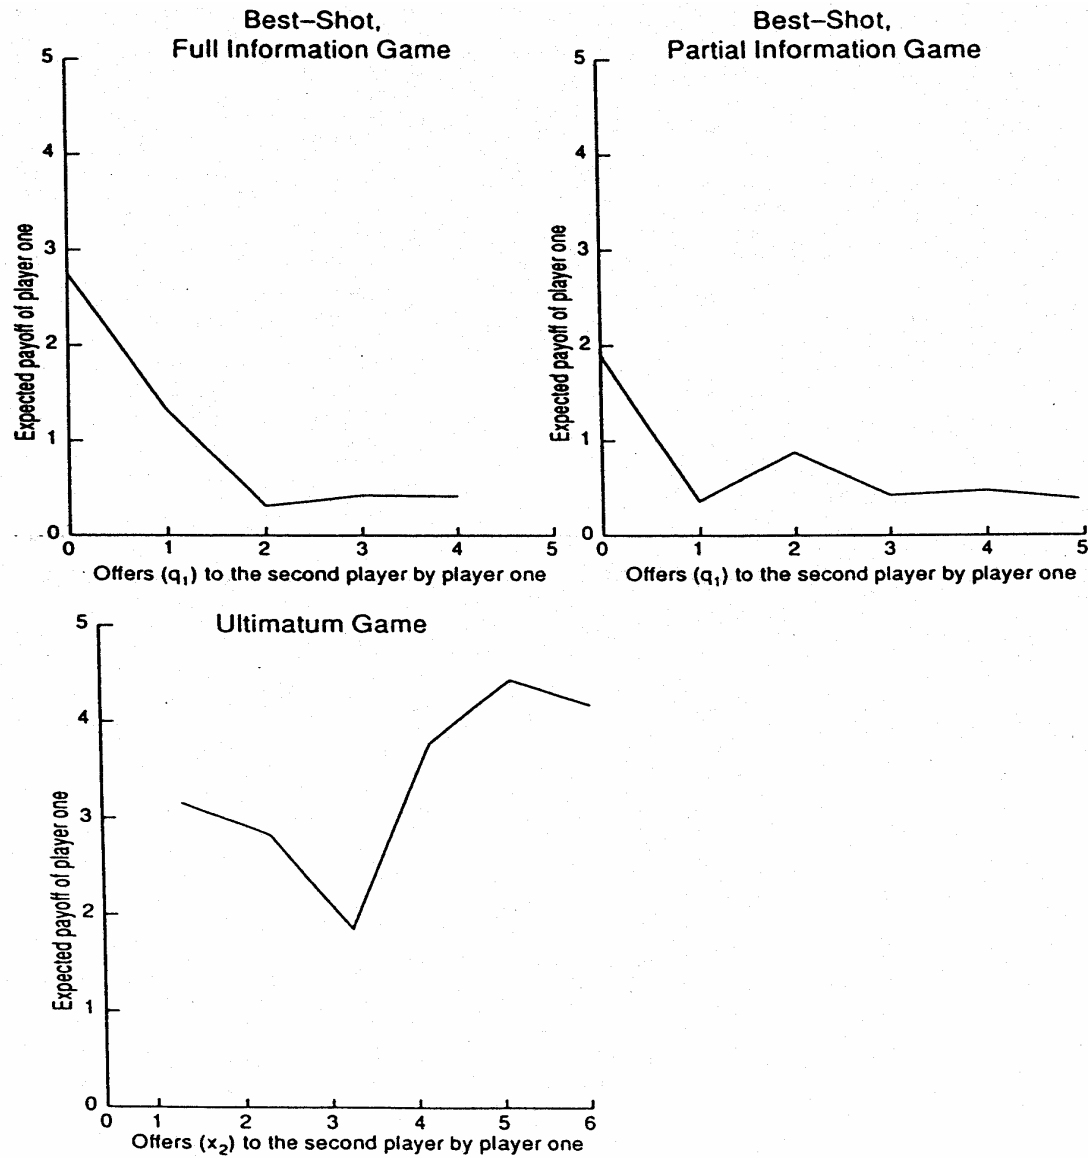 Best–Shot,
Full Information Game
5
4
3
2
1
0
Expected payoff of player one
0 1 2 3 4 5
Offers (q₁) to the second player by player one
Best–Shot,
Partial Information Game
5
4
3
2
1
0
Expected payoff of player one
0 1 2 3 4 5
Offers (q₁) to the second player by player one
Ultimatum Game
5
4
3
2
1
0
Expected payoff of player one
0 1 2 3 4 5 6
Offers (x₂) to the second player by player one